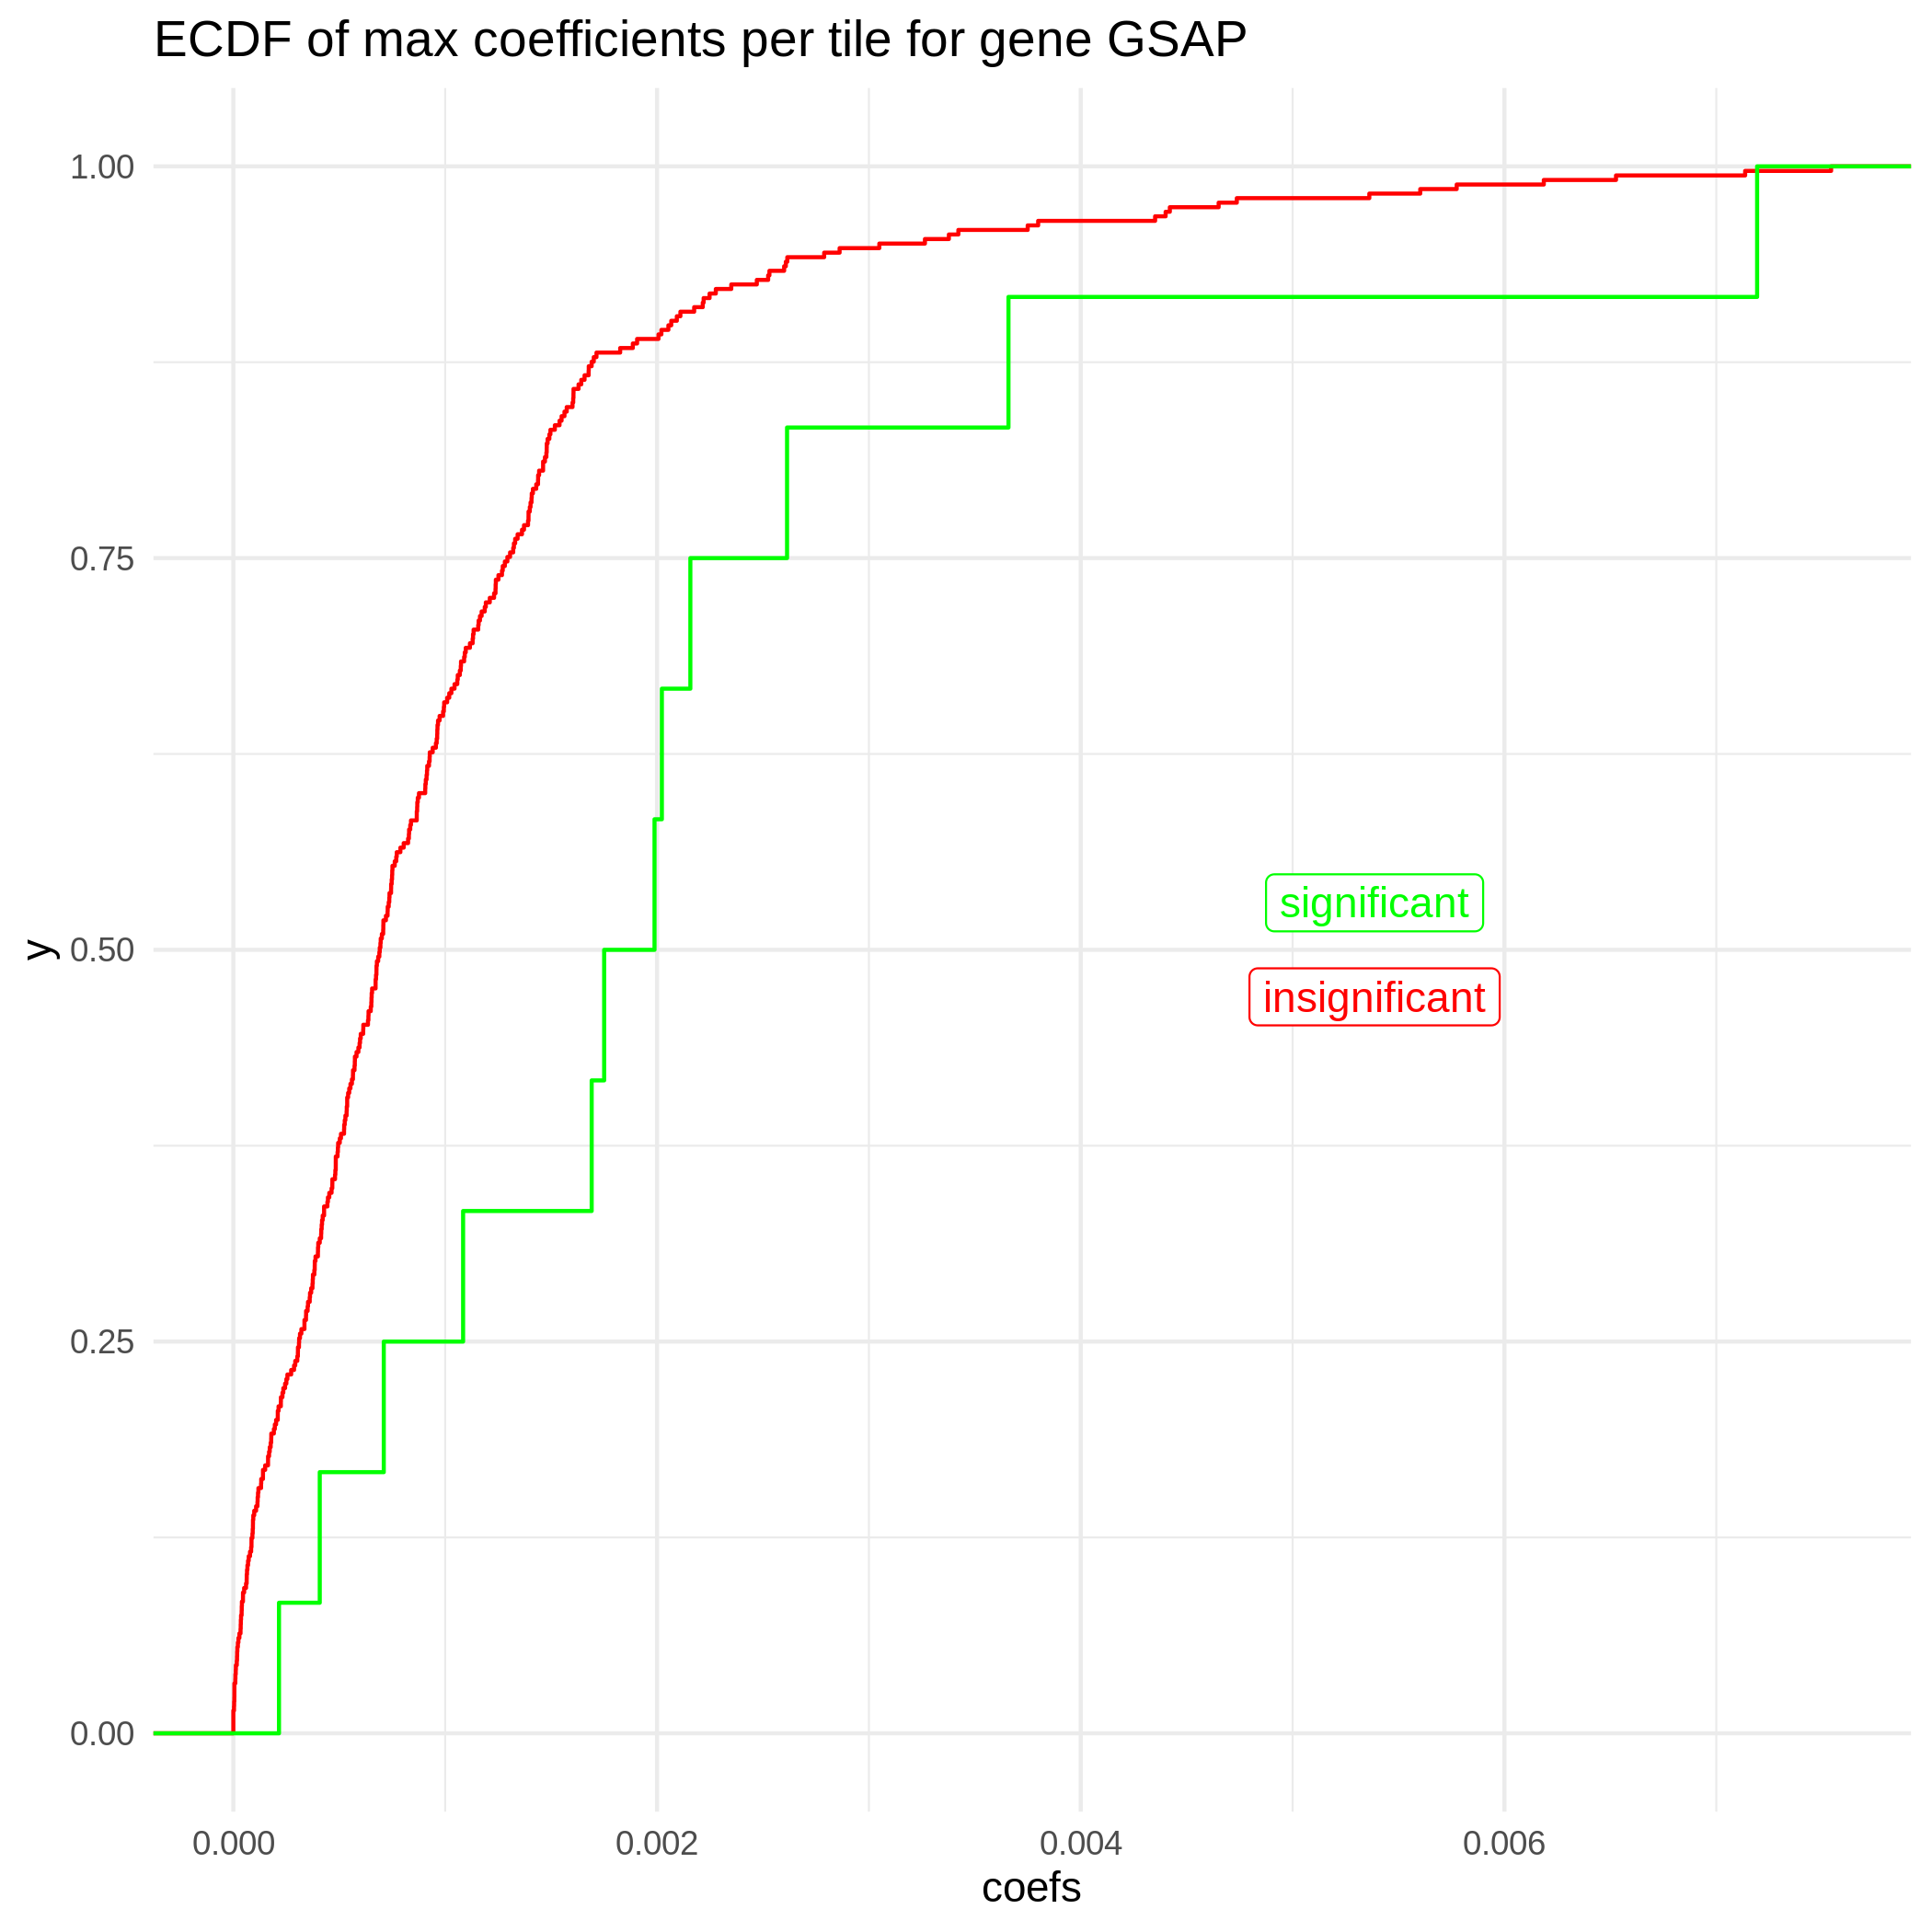 ECDF of max coefficients per tile for gene GSAP
1.00
0.75
0.50
0.25
0.00
y
significant
insignificant
0.000 0.002 0.004 0.006
coefs